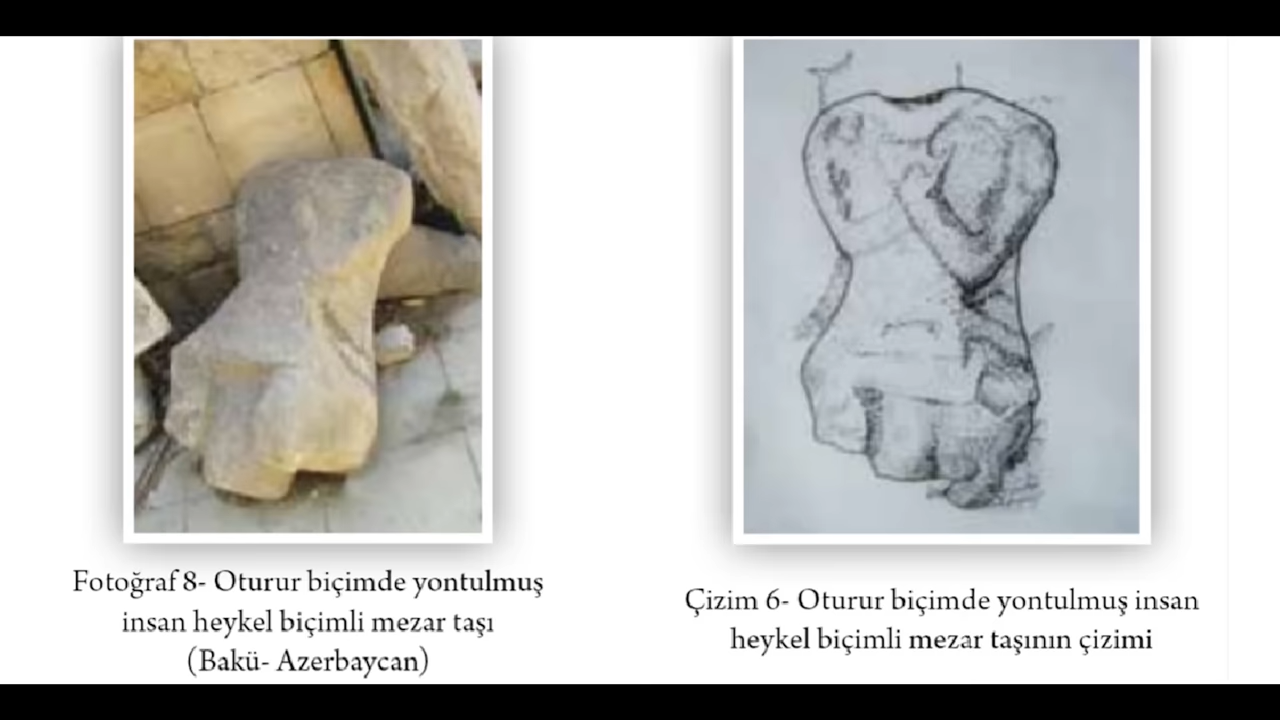 Fotoğraf 8- Oturur biçimde yontulmuş
insan heykel biçimli mezar taşı
(Bakü- Azerbaycan)
Çizim 6- Oturur biçimde yontulmuş insan
heykel biçimli mezar taşının çizimi